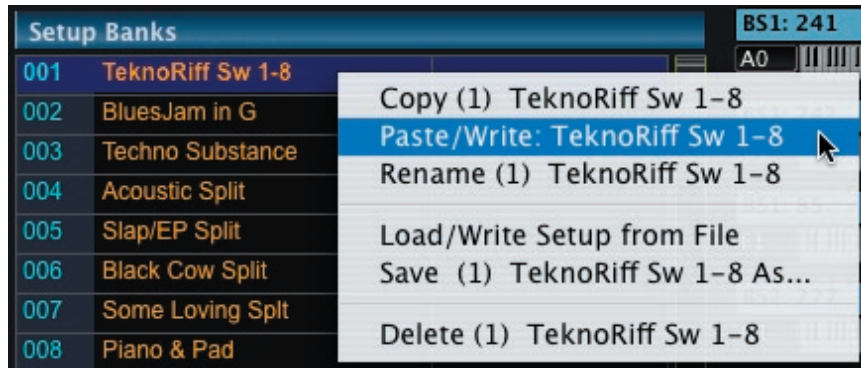 Setup Banks
001 TeknoRiff Sw 1-8
002 BluesJam in G
003 Techno Substance
004 Acoustic Split
005 Slap/EP Split
006 Black Cow Split
007 Some Loving Splt
008 Piano & Pad
Copy (1) TeknoRiff Sw 1-8
Paste/Write: TeknoRiff Sw 1-8
Rename (1) TeknoRiff Sw 1-8
Load/Write Setup from File
Save (1) TeknoRiff Sw 1-8 As...
Delete (1) TeknoRiff Sw 1-8
BS1: 241
A0